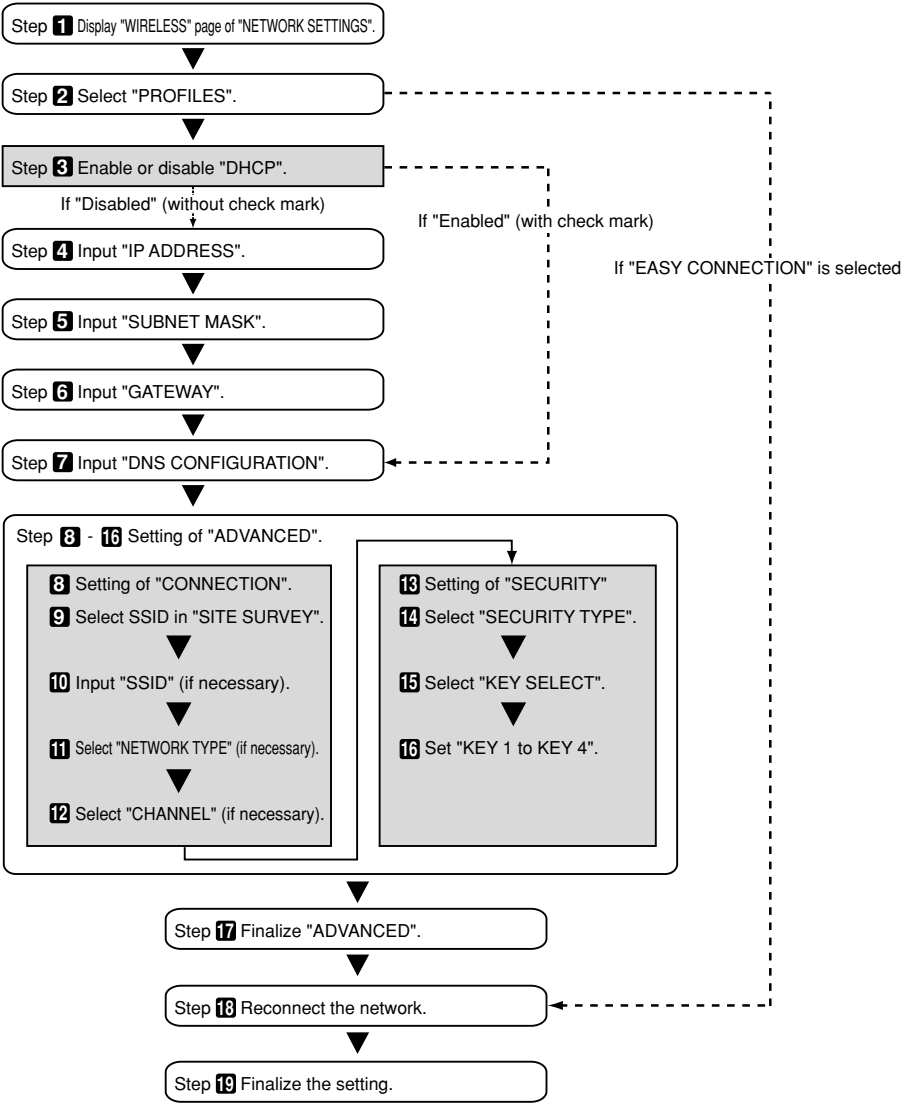 Step 1 Display "WIRELESS" page of "NETWORK SETTINGS".
Step 2 Select "PROFILES".
Step 3 Enable or disable "DHCP".
If "Disabled" (without check mark)
If "Enabled" (with check mark)
Step 4 Input "IP ADDRESS".
If "EASY CONNECTION" is selected
Step 5 Input "SUBNET MASK".
Step 6 Input "GATEWAY".
Step 7 Input "DNS CONFIGURATION".
Step 8 - 16 Setting of "ADVANCED".
8 Setting of "CONNECTION".
9 Select SSID in "SITE SURVEY".
10 Input "SSID" (if necessary).
11 Select "NETWORK TYPE" (if necessary).
12 Select "CHANNEL" (if necessary).
13 Setting of "SECURITY"
14 Select "SECURITY TYPE".
15 Select "KEY SELECT".
16 Set "KEY 1 to KEY 4".
Step 17 Finalize "ADVANCED".
Step 18 Reconnect the network.
Step 19 Finalize the setting.